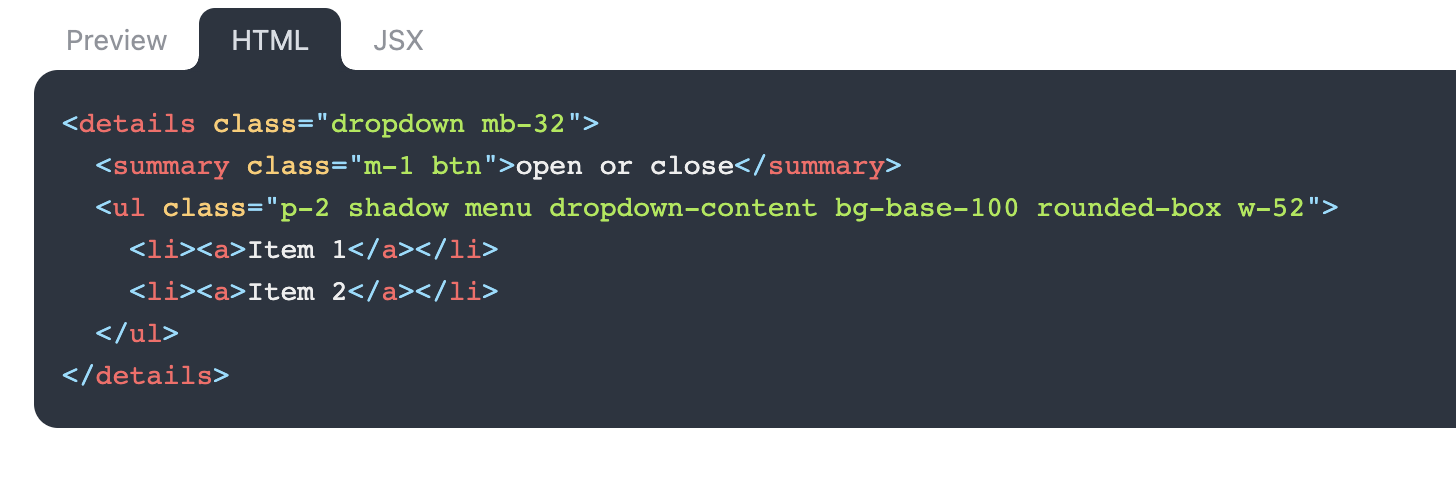 Preview HTML JSX
<details class="dropdown mb-32">
  <summary class="m-1 btn">open or close</summary>
  <ul class="p-2 shadow menu dropdown-content bg-base-100 rounded-box w-52">
    <li><a>Item 1</a></li>
    <li><a>Item 2</a></li>
  </ul>
</details>